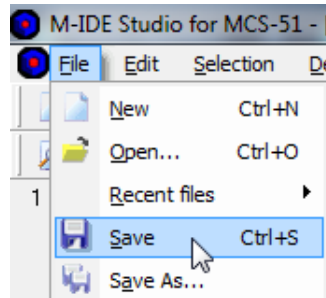 M-IDE Studio for MCS-51 -
File Edit Selection
New Ctrl+N
Open... Ctrl+O
Recent files
1
Save Ctrl+S
Save As...